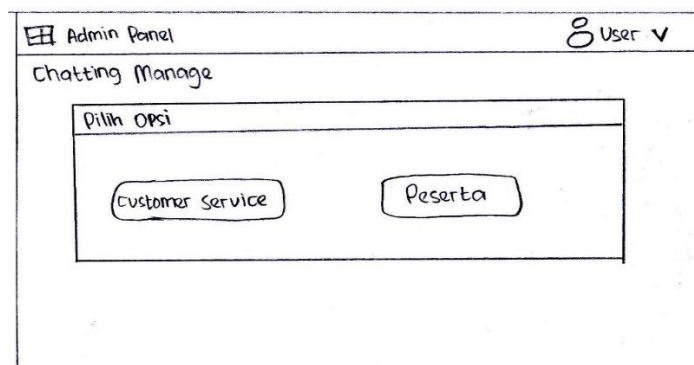 Admin Panel
User
Chatting Manage
Pilih Opsi
Customer Service
Peserta